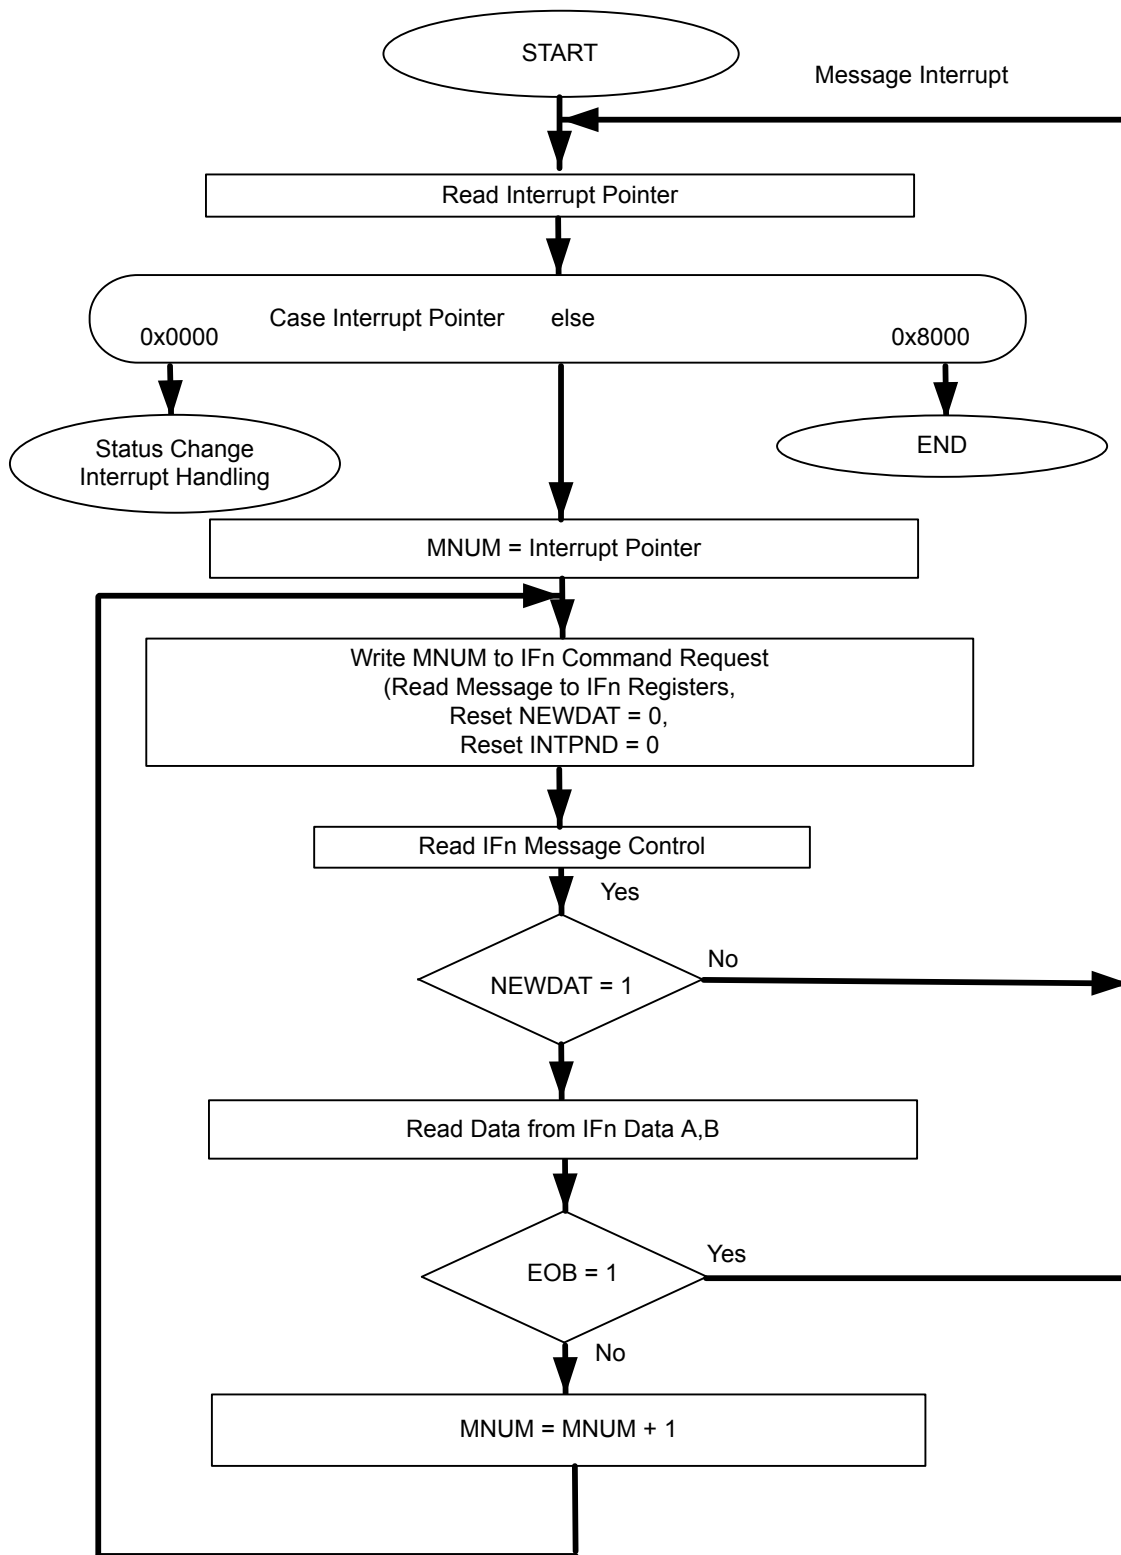 START
Message Interrupt
Read Interrupt Pointer
Case Interrupt Pointer else
0x0000
0x8000
Status Change
Interrupt Handling
END
MNUM = Interrupt Pointer
Write MNUM to IFn Command Request
(Read Message to IFn Registers,
Reset NEWDAT = 0,
Reset INTPND = 0
Read IFn Message Control
Yes
No
NEWDAT = 1
Read Data from IFn Data A,B
Yes
EOB = 1
No
MNUM = MNUM + 1